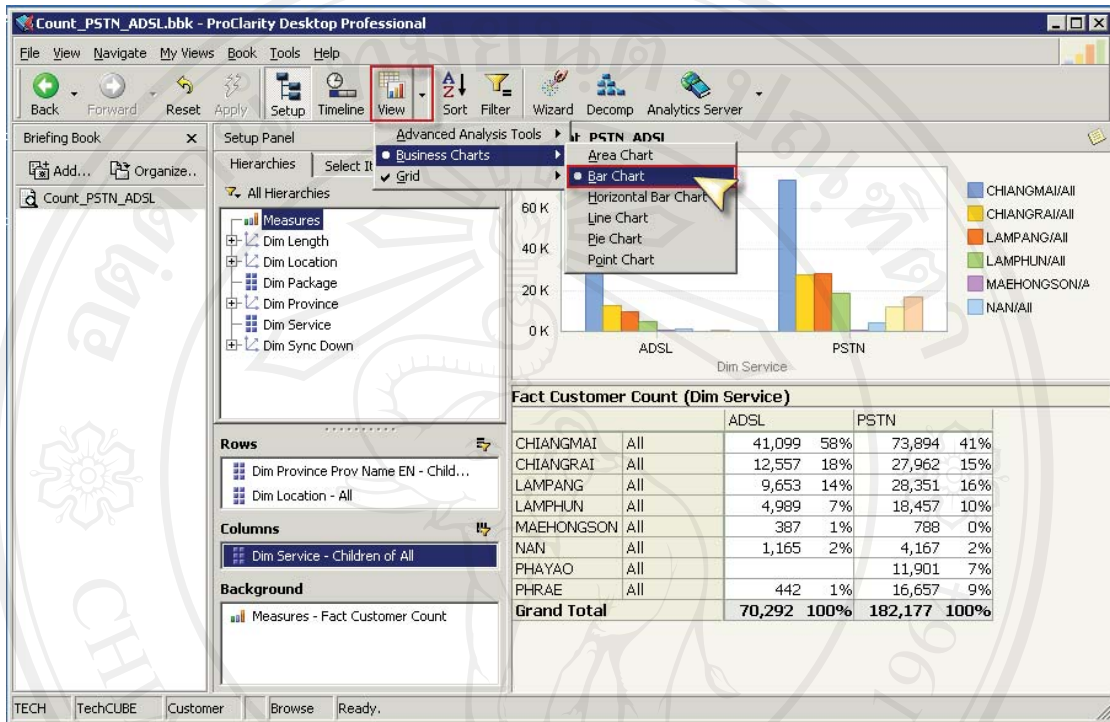 Count_PSTN_ADSL.bbk - ProClarity Desktop Professional
File View Navigate My Views Book Tools Help
Back Forward Reset Apply Setup Timeline View Sort Filter Wizard Decomp Analytics Server
Briefing Book
Add... Organize..
Count_PSTN_ADSL
Setup Panel
Hierarchies Select It
All Hierarchies
Measures
Dim Length
Dim Location
Dim Package
Dim Province
Dim Service
Dim Sync Down
Rows
Dim Province Prov Name EN - Child...
Dim Location - All
Columns
Dim Service - Children of All
Background
Measures - Fact Customer Count
Advanced Analysis Tools
Business Charts
Grid
Area Chart
Bar Chart
Horizontal Bar Chart
Line Chart
Pie Chart
Point Chart
PSTN ADSL
60 K
40 K
20 K
0 K
ADSL PSTN
Dim Service
CHIANGMAI/All
CHIANGRAI/All
LAMPANG/All
LAMPHUN/All
MAEHONGSON/A
NAN/All
Fact Customer Count (Dim Service)
ADSL PSTN
CHIANGMAI All 41,099 58% 73,894 41%
CHIANGRAI All 12,557 18% 27,962 15%
LAMPANG All 9,653 14% 28,351 16%
LAMPHUN All 4,989 7% 18,457 10%
MAEHONGSON All 387 1% 788 0%
NAN All 1,165 2% 4,167 2%
PHAYAO All 11,901 7%
PHRAE All 442 1% 16,657 9%
Grand Total 70,292 100% 182,177 100%
TECH TechCUBE Customer Browse Ready.